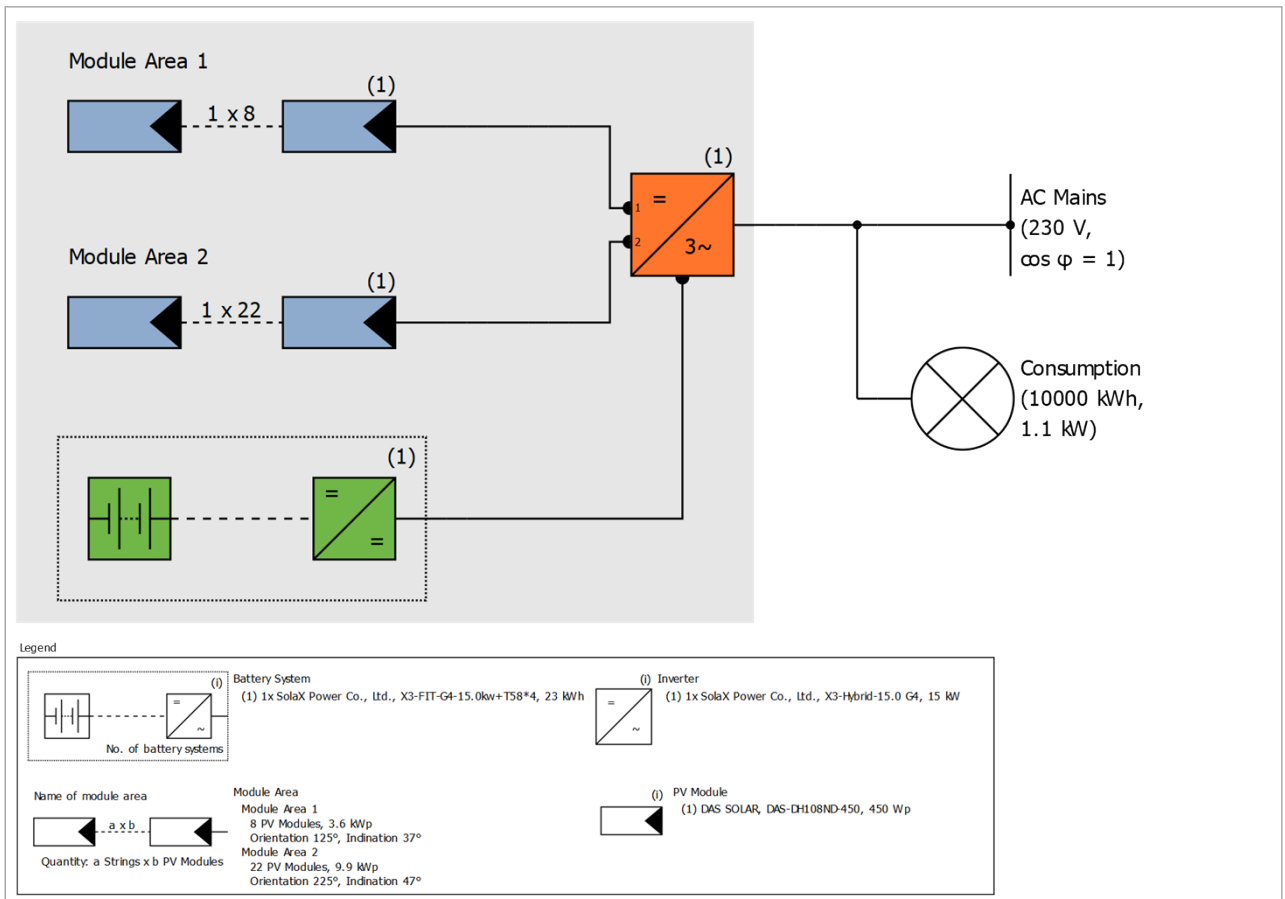 Module Area 1
(1)
1 x 8
(1)
1
=
2
3~
AC Mains
(230 V,
cos φ = 1)
Module Area 2
(1)
1 x 22
Consumption
(10000 kWh,
1.1 kW)
(1)
=
=
Legend
(i)
Battery System
(1) 1x SolaX Power Co., Ltd., X3-FIT-G4-15.0kw+T58*4, 23 kWh
=
~
No. of battery systems
(i) Inverter
(1) 1x SolaX Power Co., Ltd., X3-Hybrid-15.0 G4, 15 kW
=
~
Name of module area
a x b
Quantity: a Strings x b PV Modules
Module Area
Module Area 1
8 PV Modules, 3.6 kWp
Orientation 125°, Inclination 37°
Module Area 2
22 PV Modules, 9.9 kWp
Orientation 225°, Inclination 47°
(i) PV Module
(1) DAS SOLAR, DAS-DH108ND-450, 450 Wp